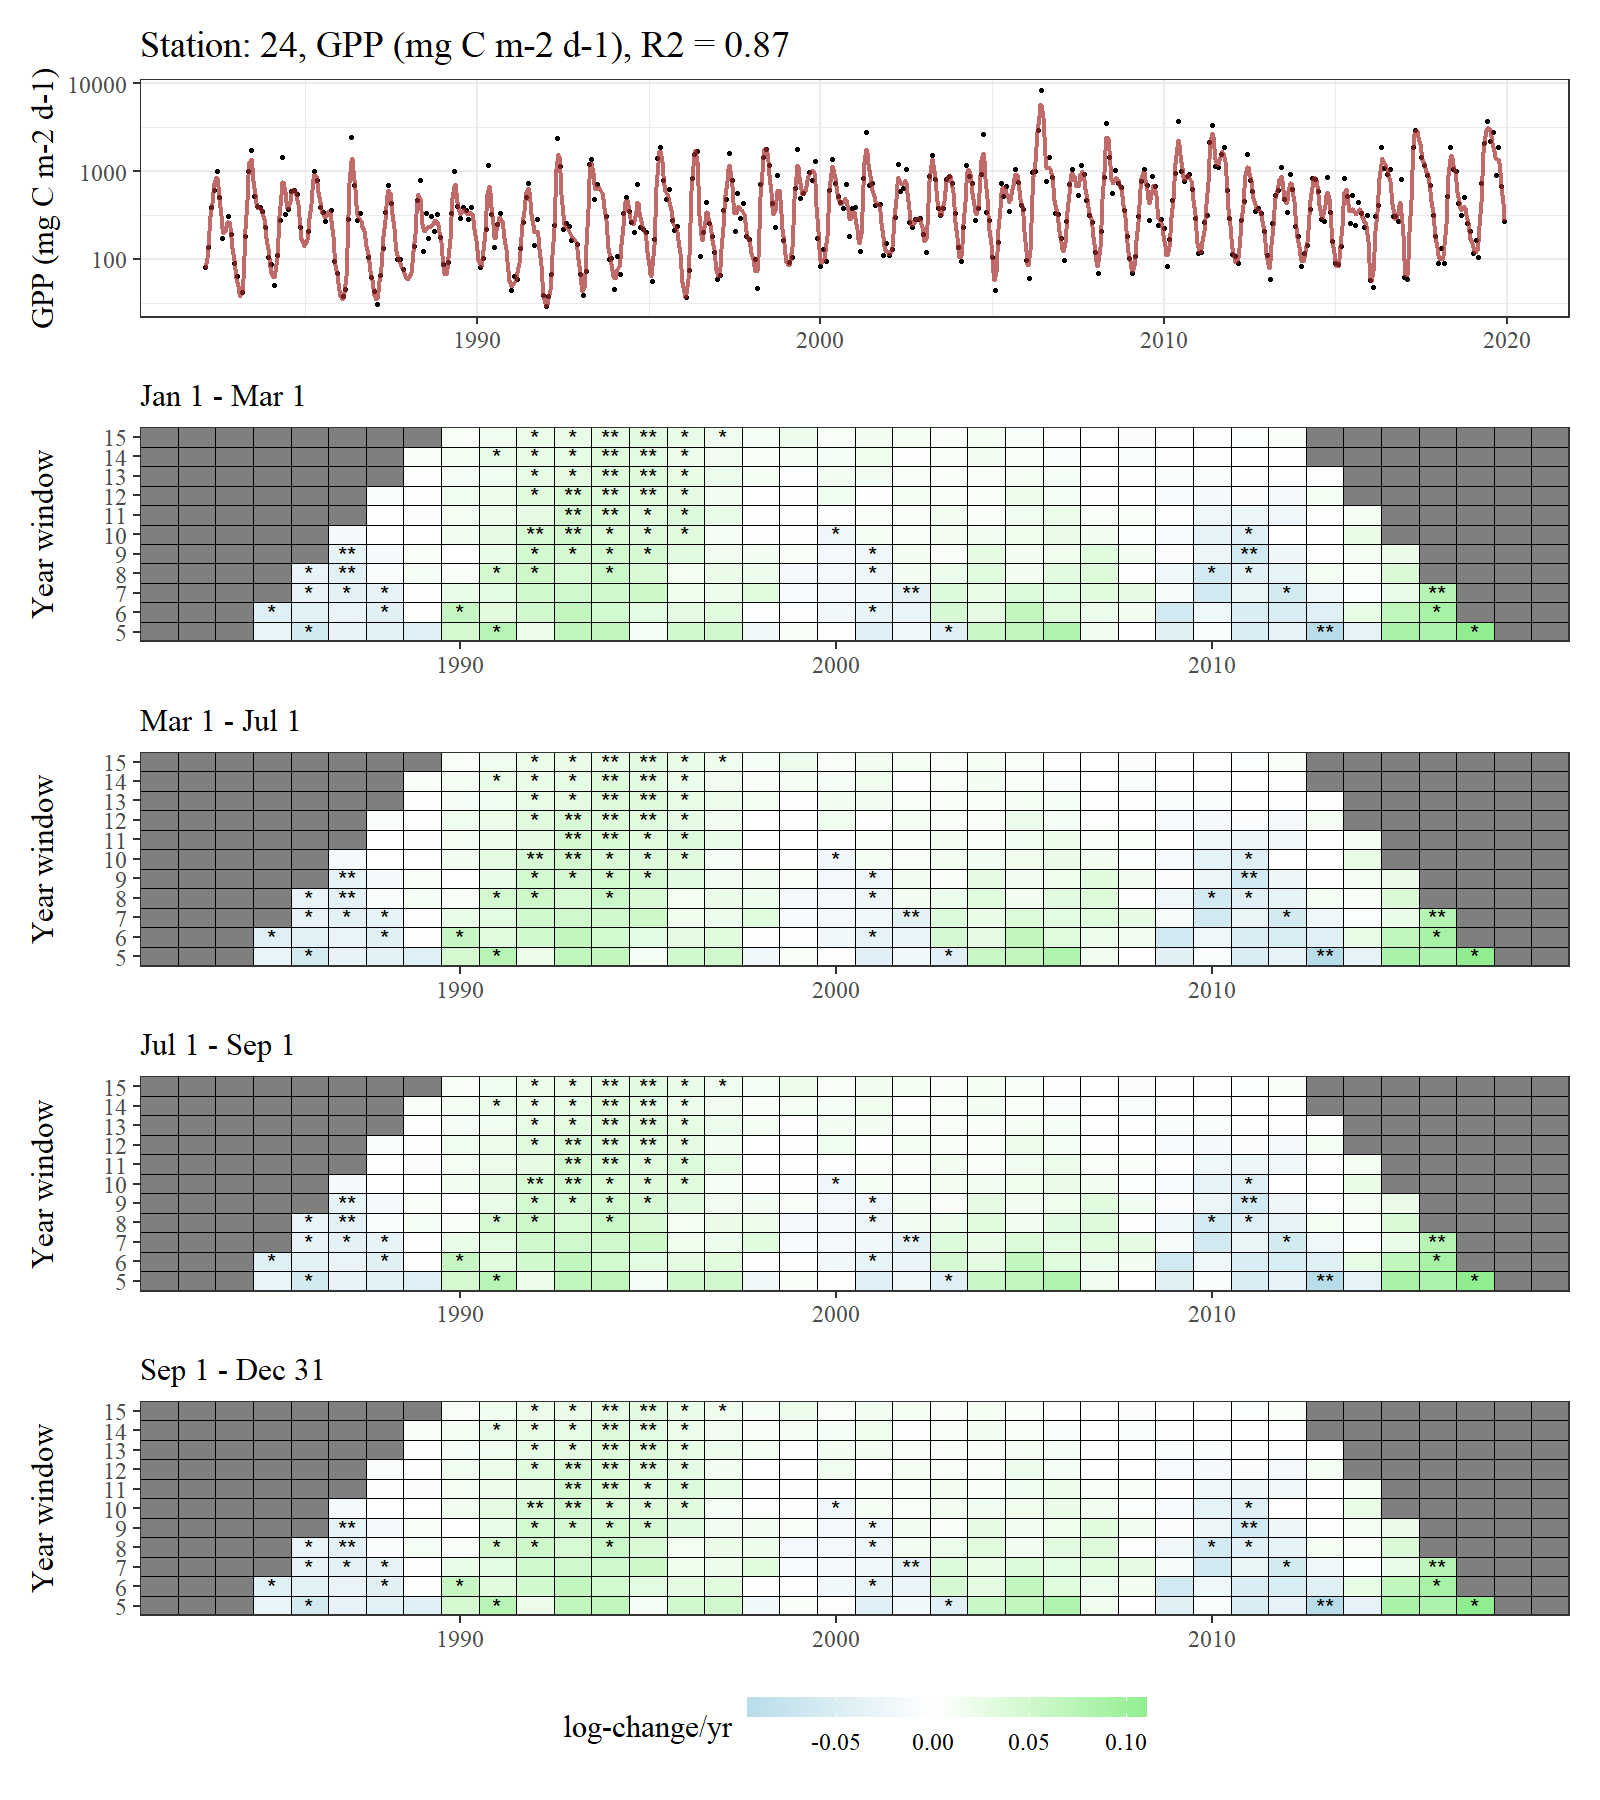 Station: 24, GPP (mg C m-2 d-1), R2 = 0.87
GPP (mg C m-2 d-1)
10000
1000
100
1990 2000 2010 2020
Jan 1 - Mar 1
Year window
15
14
13
12
11
10
9
8
7
6
5
* * ** ** * *
* * * ** ** *
* * ** ** *
* ** ** ** *
** ** * *
** ** * * * * *
** * * * * * **
* ** * * * * * *
* * * ** * **
* * * * *
* * * ** *
1990 2000 2010
Mar 1 - Jul 1
Year window
15
14
13
12
11
10
9
8
7
6
5
* * ** ** * *
* * * ** ** *
* * ** ** *
* ** ** ** *
** ** * *
** ** * * * * *
** * * * * * **
* ** * * * * * *
* * * ** * **
* * * * *
* * * ** *
1990 2000 2010
Jul 1 - Sep 1
Year window
15
14
13
12
11
10
9
8
7
6
5
* * ** ** * *
* * * ** ** *
* * ** ** *
* ** ** ** *
** ** * *
** ** * * * * *
** * * * * * **
* ** * * * * * *
* * * ** * **
* * * * *
* * * ** *
1990 2000 2010
Sep 1 - Dec 31
Year window
15
14
13
12
11
10
9
8
7
6
5
* * ** ** * *
* * * ** ** *
* * ** ** *
* ** ** ** *
** ** * *
** ** * * * * *
** * * * * * **
* ** * * * * * *
* * * ** * **
* * * * *
* * * ** *
1990 2000 2010
log-change/yr
-0.05 0.00 0.05 0.10